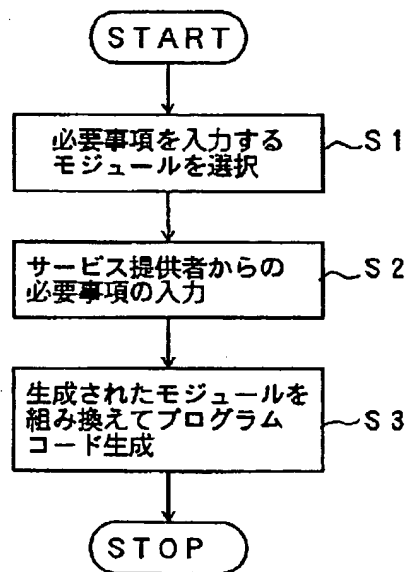 START
必要事項を入力する
モジュールを選択
S1
サービス提供者からの
必要事項の入力
S2
生成されたモジュールを
組み換えてプログラム
コード生成
S3
STOP